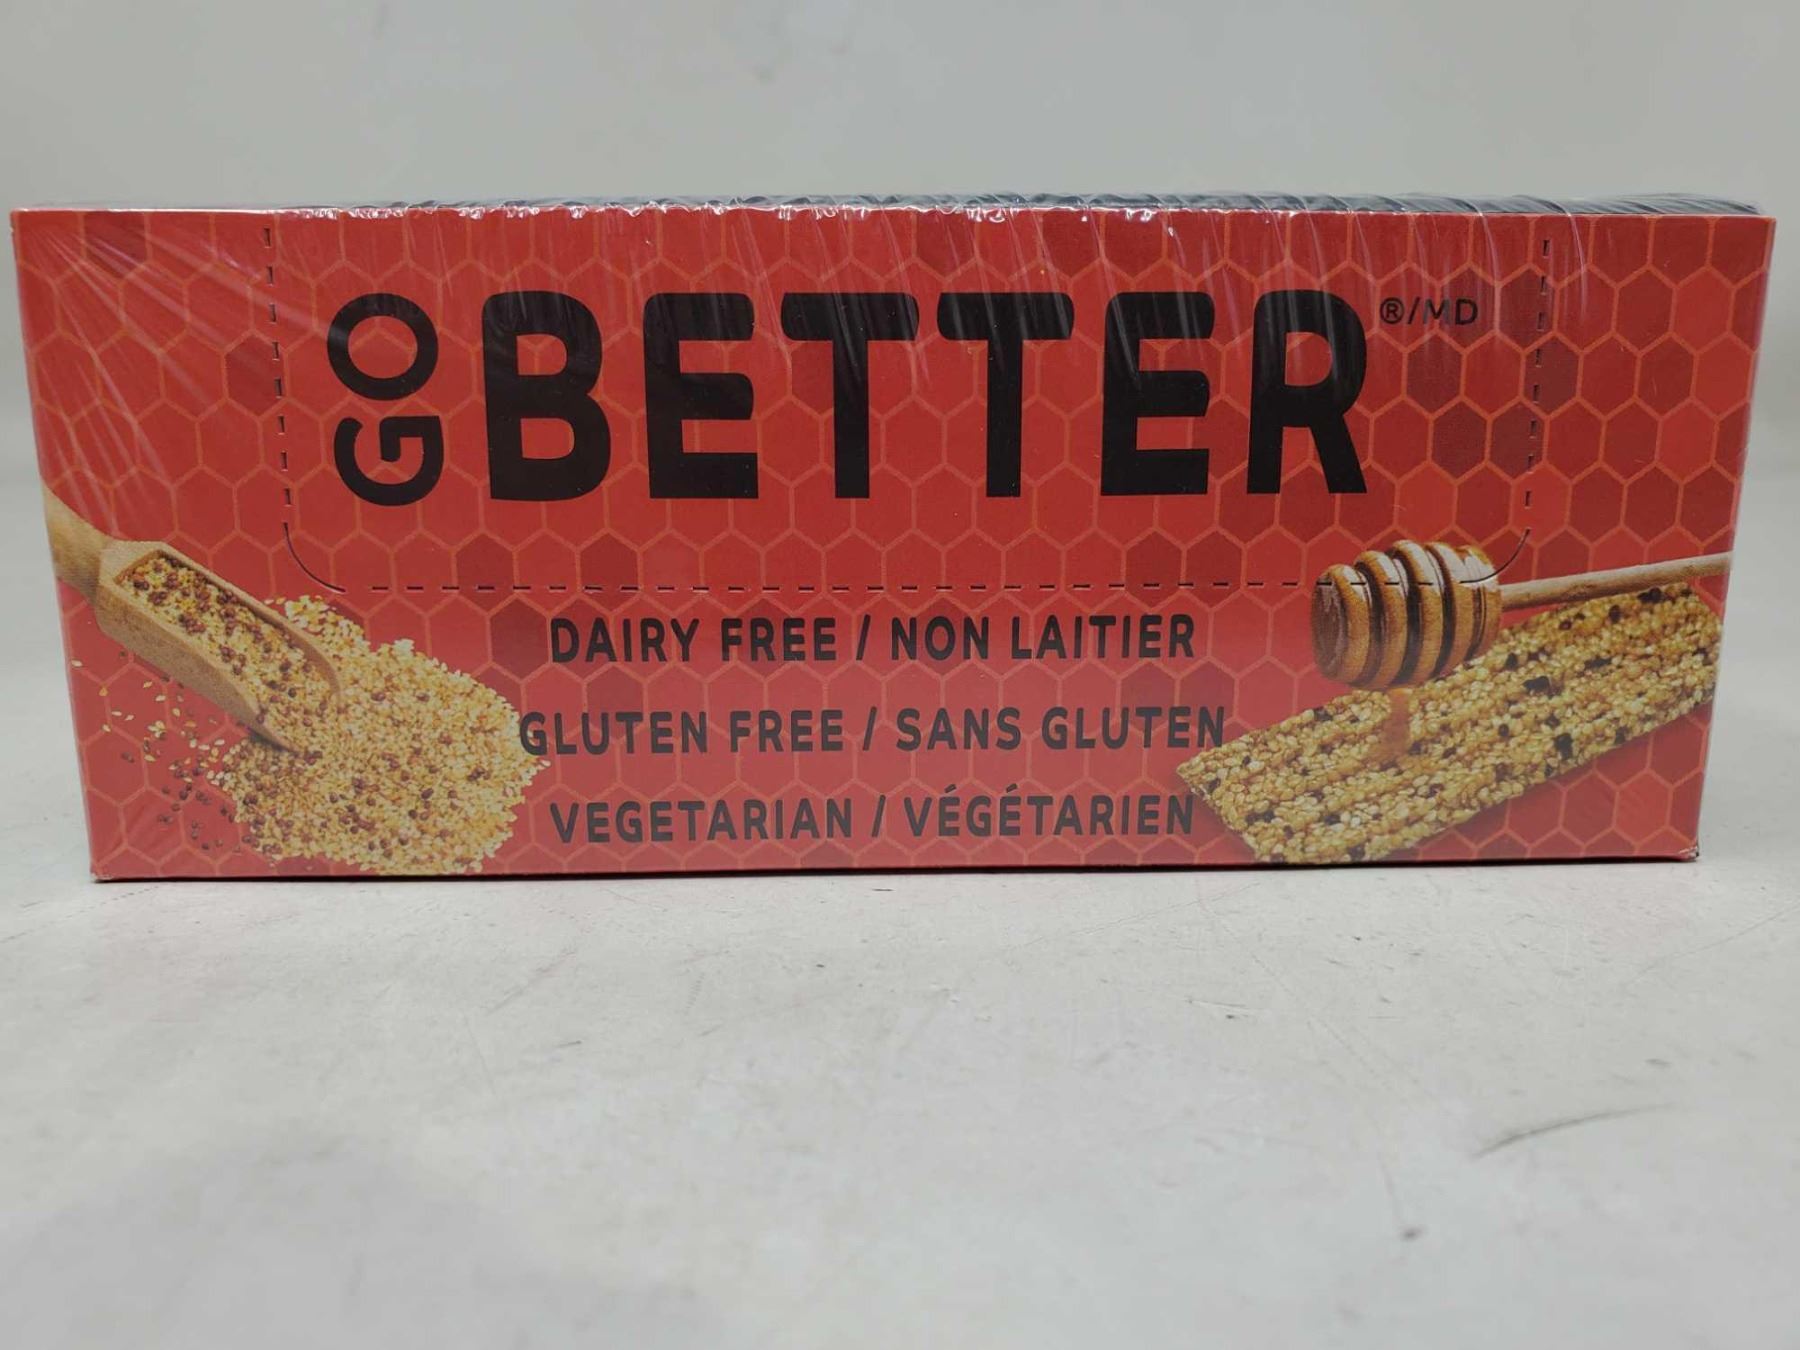 GO BETTER ®/MD
DAIRY FREE / NON LAITIER
GLUTEN FREE / SANS GLUTEN
VEGETARIAN / VÉGÉTARIEN